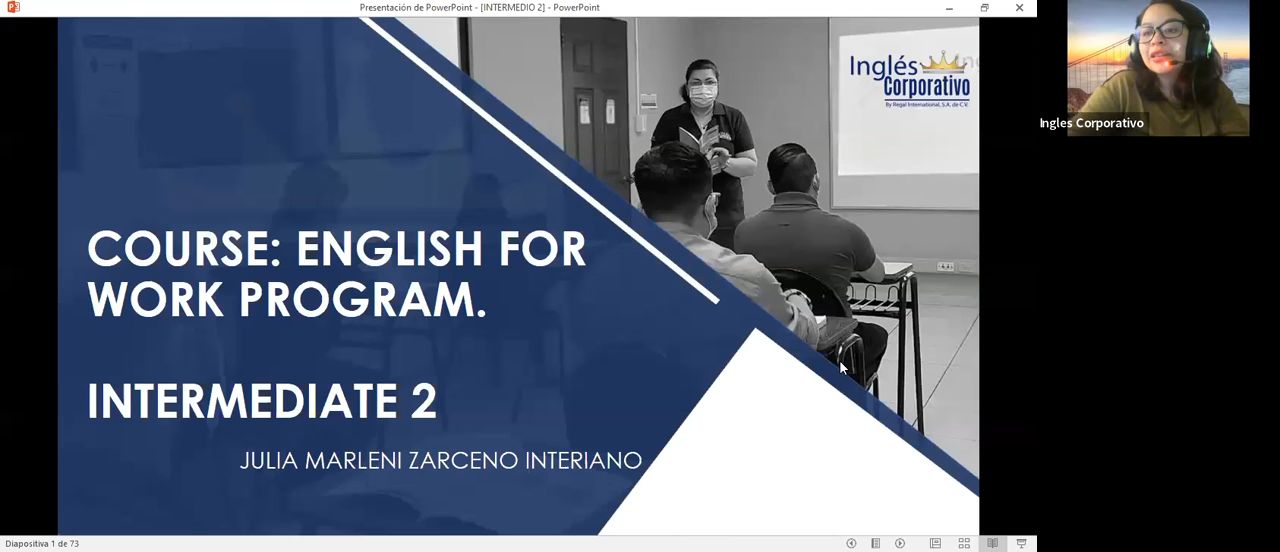 Presentación de PowerPoint - [INTERMEDIO 2] - PowerPoint
Inglés
Corporativo
By Regal International, S.A. de C.V.
Ingles Corporativo
COURSE: ENGLISH FOR
WORK PROGRAM.
INTERMEDIATE 2
JULIA MARLENI ZARCENO INTERIANO
Diapositiva 1 de 73